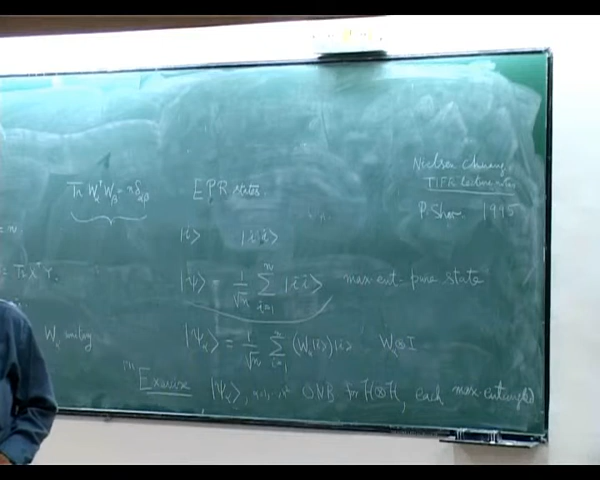 Nielsen Chuang.
TIFR Lecture notes
P. Shor 1995
Tr W_α^† W_β = n δ_αβ
EPR states.
= n.
|i> |ii>
= Tr X^† Y.
|Ψ> = 1/√n Σ_{i=1}^{n} |ii> max ent. pure state
W_α unitary
|Ψ_α> = 1/√n Σ_{i=1}^{n} (W_α|i>)|i> W_α⊗I
Exercise |Ψ_α>, α=1,..,n² ONB for H⊗H, each max. entangled